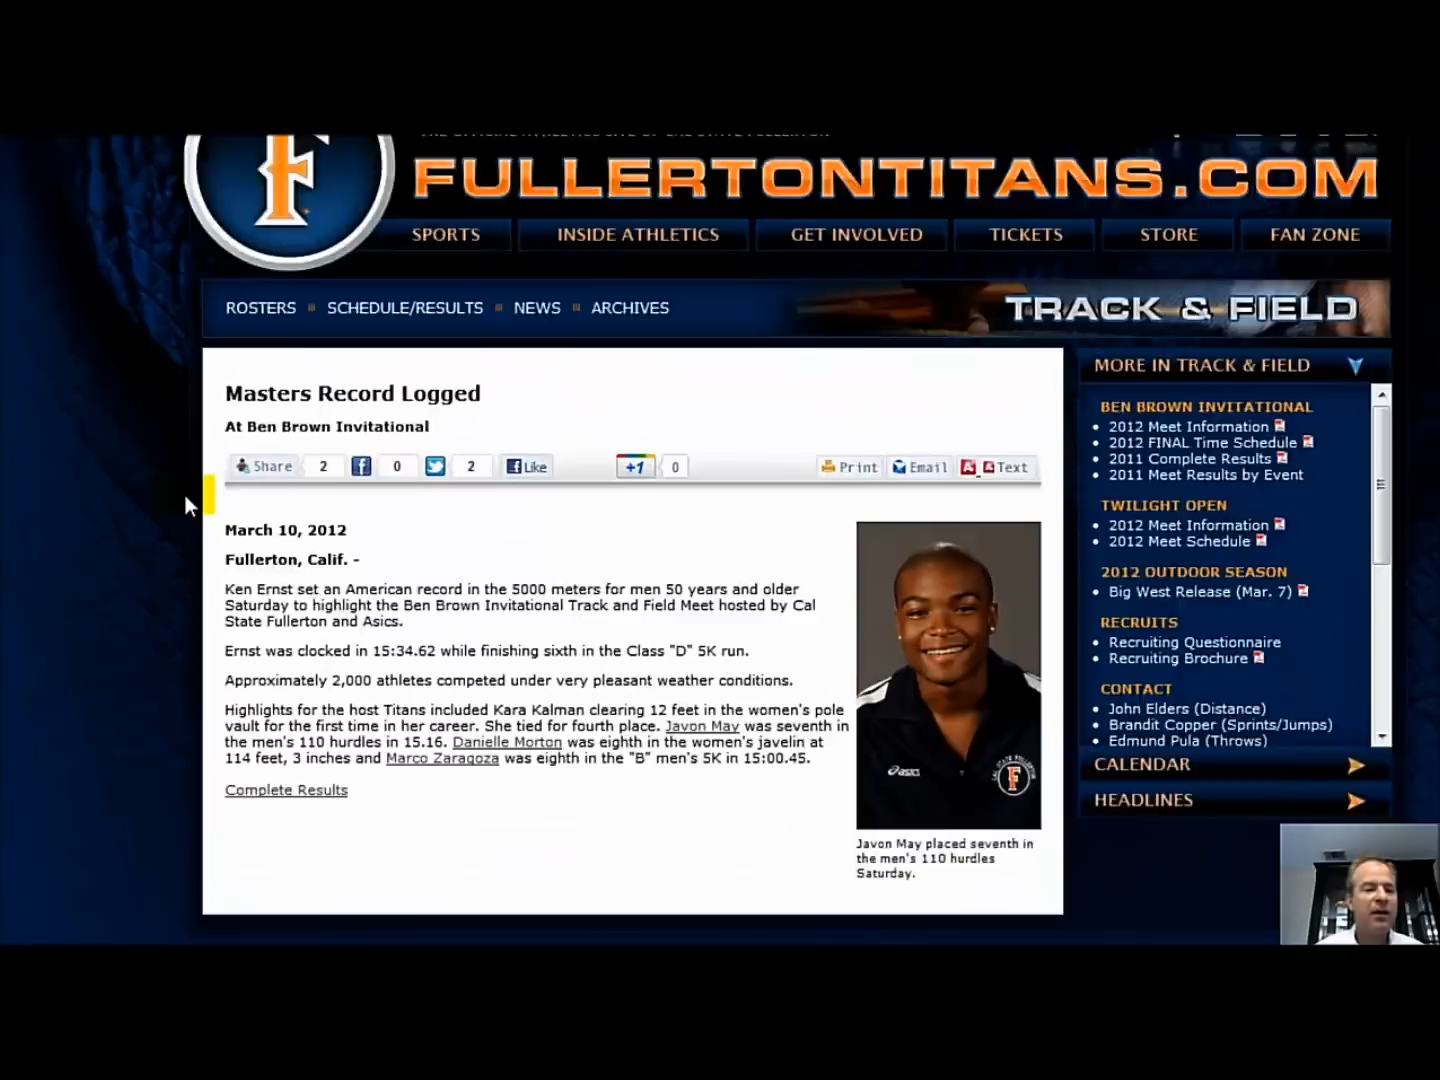 FULLERTONTITANS.COM
SPORTS INSIDE ATHLETICS GET INVOLVED TICKETS STORE FAN ZONE
ROSTERS SCHEDULE/RESULTS NEWS ARCHIVES
TRACK & FIELD
Masters Record Logged
At Ben Brown Invitational
Share 2 0 2 Like +1 0 Print Email Text
March 10, 2012
Fullerton, Calif. -
Ken Ernst set an American record in the 5000 meters for men 50 years and older
Saturday to highlight the Ben Brown Invitational Track and Field Meet hosted by Cal
State Fullerton and Asics.
Ernst was clocked in 15:34.62 while finishing sixth in the Class "D" 5K run.
Approximately 2,000 athletes competed under very pleasant weather conditions.
Highlights for the host Titans included Kara Kalman clearing 12 feet in the women's pole
vault for the first time in her career. She tied for fourth place. Javon May was seventh in
the men's 110 hurdles in 15.16. Danielle Morton was eighth in the women's javelin at
114 feet, 3 inches and Marco Zaragoza was eighth in the "B" men's 5K in 15:00.45.
Complete Results
asics
Javon May placed seventh in
the men's 110 hurdles
Saturday.
MORE IN TRACK & FIELD
BEN BROWN INVITATIONAL
2012 Meet Information
2012 FINAL Time Schedule
2011 Complete Results
2011 Meet Results by Event
TWILIGHT OPEN
2012 Meet Information
2012 Meet Schedule
2012 OUTDOOR SEASON
Big West Release (Mar. 7)
RECRUITS
Recruiting Questionnaire
Recruiting Brochure
CONTACT
John Elders (Distance)
Brandit Copper (Sprints/Jumps)
Edmund Pula (Throws)
CALENDAR
HEADLINES